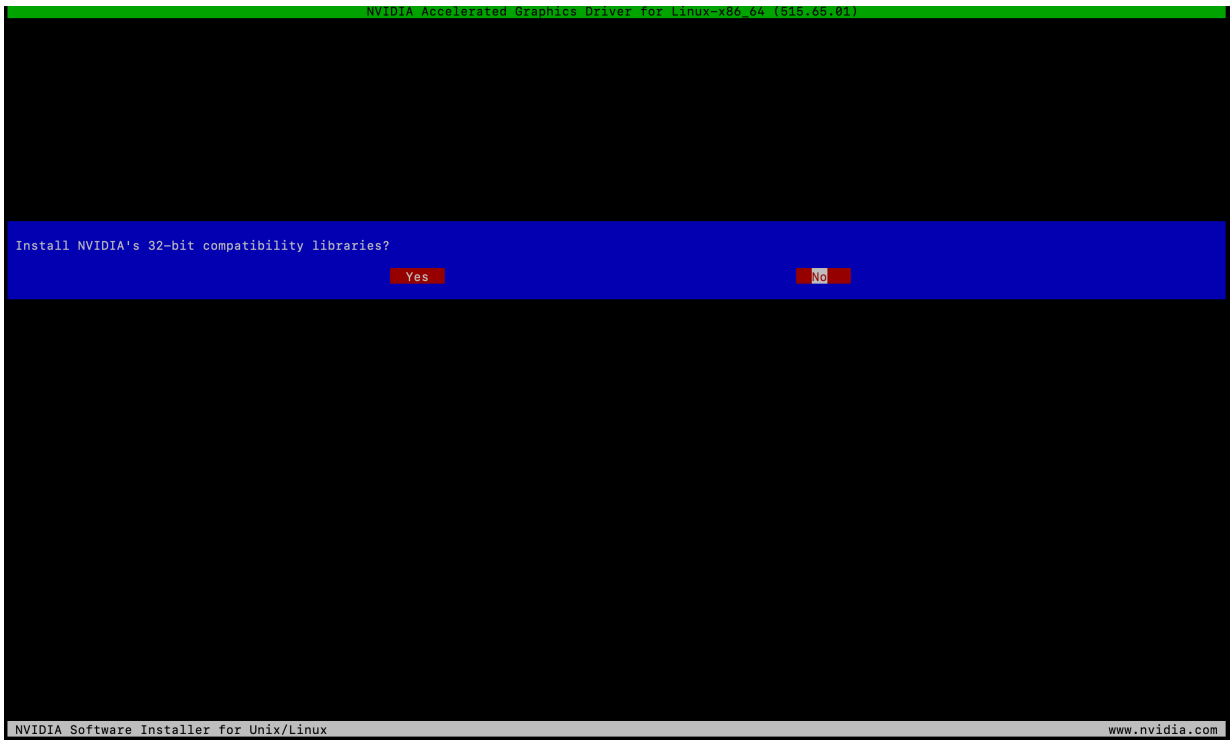 NVIDIA Accelerated Graphics Driver for Linux-x86_64 (515.65.01)
Install NVIDIA's 32-bit compatibility libraries?
Yes No
NVIDIA Software Installer for Unix/Linux www.nvidia.com